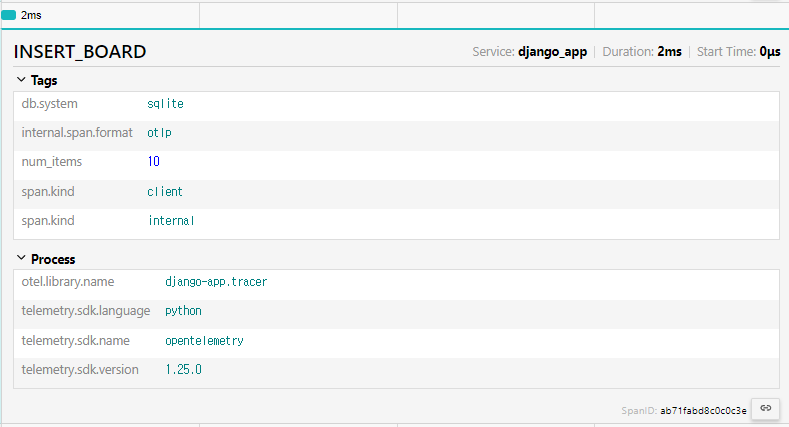 2ms
INSERT_BOARD Service: django_app Duration: 2ms Start Time: 0μs
Tags
db.system sqlite
internal.span.format otlp
num_items 10
span.kind client
span.kind internal
Process
otel.library.name django-app.tracer
telemetry.sdk.language python
telemetry.sdk.name opentelemetry
telemetry.sdk.version 1.25.0
SpanID: ab71fabd8c0c0c3e